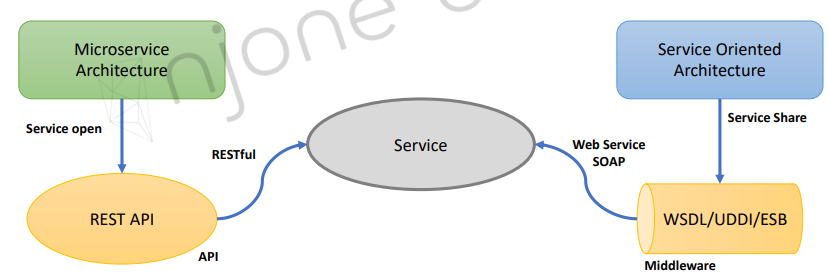 Microservice
Architecture
Service Oriented
Architecture
Service open
Service Share
RESTful
Service
Web Service
SOAP
REST API
WSDL/UDDI/ESB
API
Middleware
njone